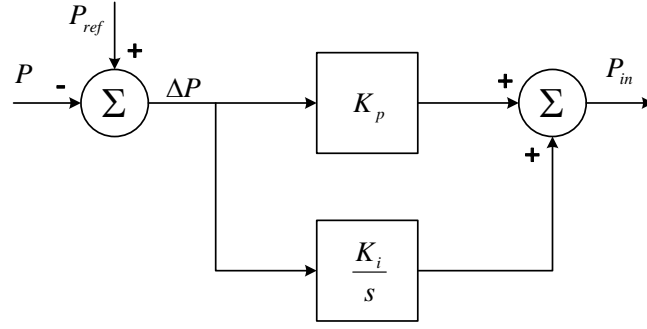 P_ref
+
P
-
Σ
ΔP
K_p
+
Σ
P_in
+
K_i
s